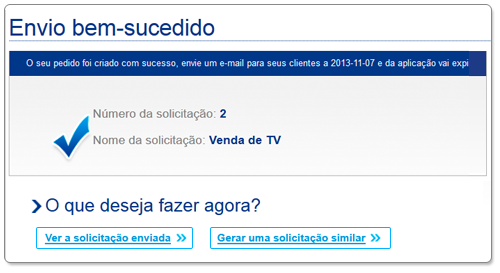 Envio bem-sucedido
O seu pedido foi criado com sucesso, envie um e-mail para seus clientes a 2013-11-07 e da aplicação vai expi
Número da solicitação: 2
Nome da solicitação: Venda de TV
O que deseja fazer agora?
Ver a solicitação enviada »
Gerar uma solicitação similar »